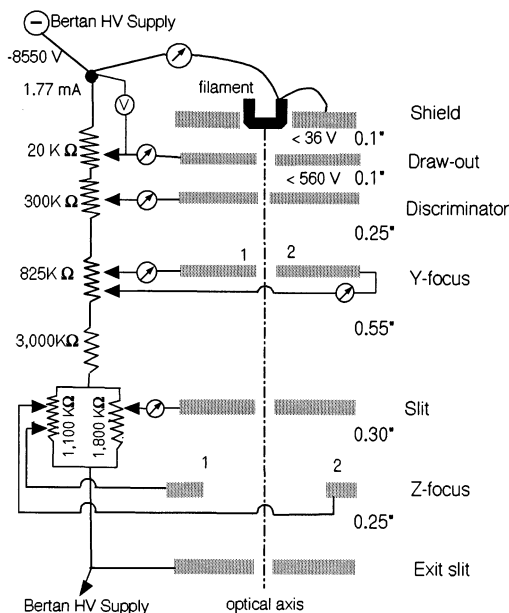 Bertan HV Supply
-8550 V
filament
1.77 mA
V
Shield
< 36 V
0.1"
20 K Ω
Draw-out
< 560 V
0.1"
300K Ω
Discriminator
0.25"
1
2
825K Ω
Y-focus
0.55"
3,000KΩ
1,100 KΩ
1,800 KΩ
Slit
0.30"
1
2
Z-focus
0.25"
Exit slit
Bertan HV Supply
optical axis